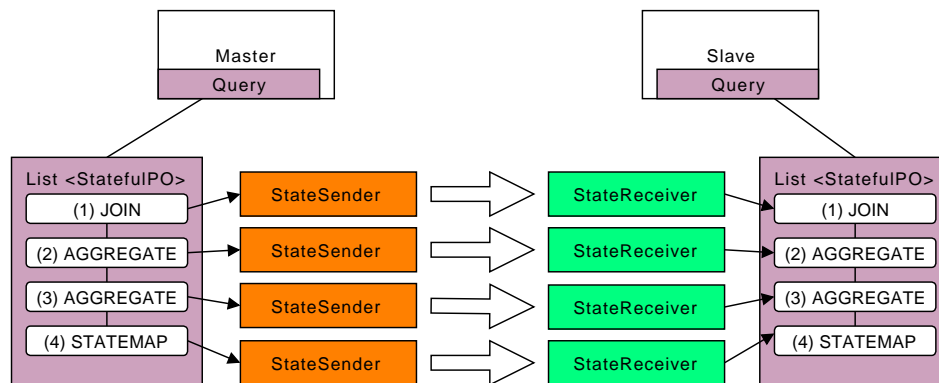 Master
Query
Slave
Query
List <StatefulPO>
(1) JOIN
(2) AGGREGATE
(3) AGGREGATE
(4) STATEMAP
StateSender
StateSender
StateSender
StateSender
StateReceiver
StateReceiver
StateReceiver
StateReceiver
List <StatefulPO>
(1) JOIN
(2) AGGREGATE
(3) AGGREGATE
(4) STATEMAP